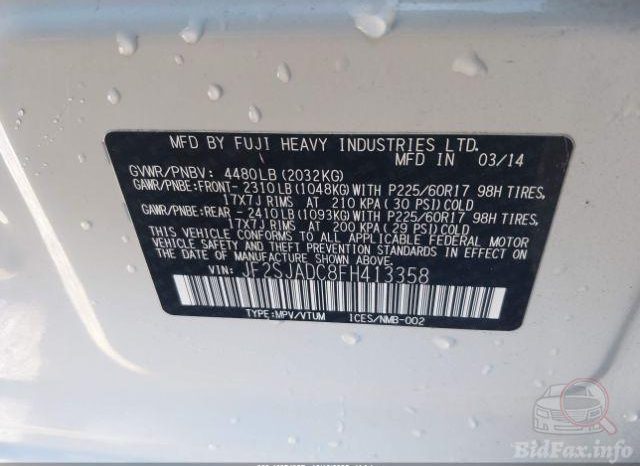 MFD BY FUJI HEAVY INDUSTRIES LTD.
MFD IN 03/14
GVWR/PNBV: 4480LB (2032KG)
GAWR/PNBE:FRONT- 2310LB (1048KG) WITH P225/60R17 98H TIRES,
17X7J RIMS AT 210 KPA (30 PSI) COLD
GAWR/PNBE:REAR - 2410LB (1093KG) WITH P225/60R17 98H TIRES,
17X7J RIMS AT 200 KPA (29 PSI) COLD
THIS VEHICLE CONFORMS TO ALL APPLICABLE FEDERAL MOTOR
VEHICLE SAFETY AND THEFT PREVENTION STANDARDS IN EFFECT ON
THE DATE OF MANUFACTURE SHOWN ABOVE.
VIN: JF2SJADC8FH413358
TYPE:MPV/VTUM ICES/NMB-002
BidFax.info